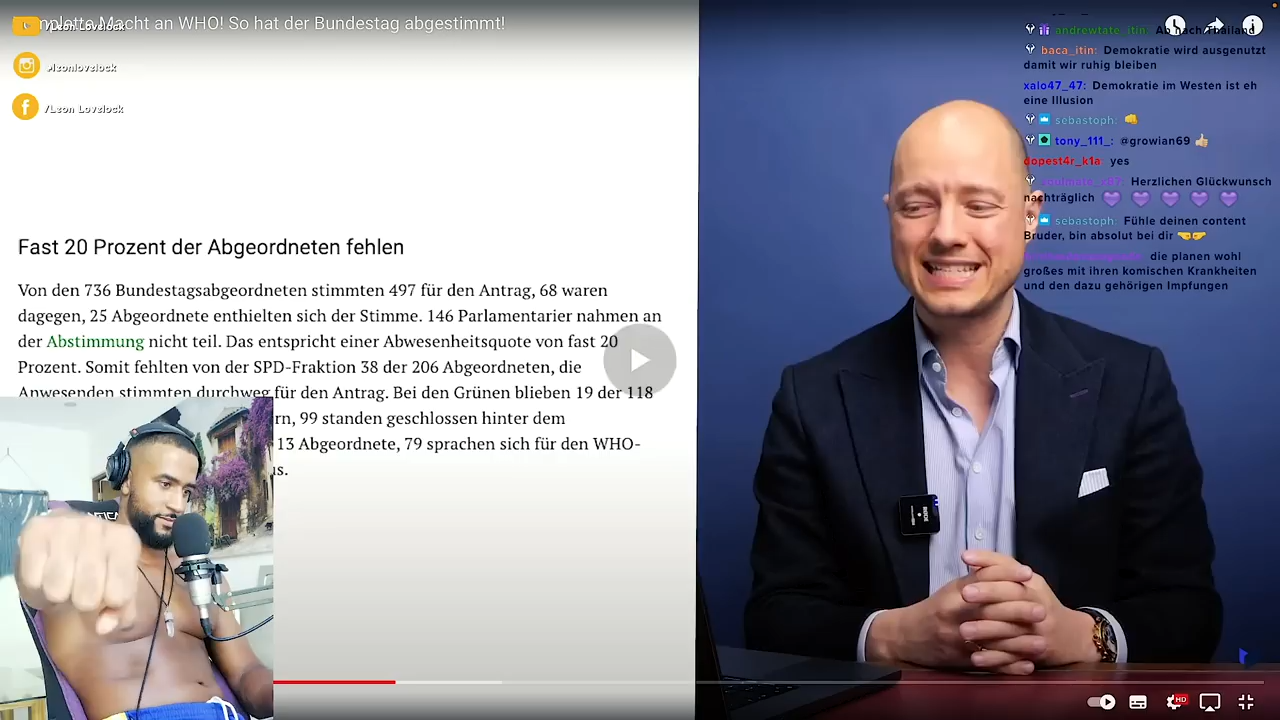 mplette Macht an WHO! So hat der Bundestag abgestimmt!
/Leon Lovelock
leonlovelock
/Leon Lovelock
Fast 20 Prozent der Abgeordneten fehlen
Von den 736 Bundestagsabgeordneten stimmten 497 für den Antrag, 68 waren
dagegen, 25 Abgeordnete enthielten sich der Stimme. 146 Parlamentarier nahmen an
der Abstimmung nicht teil. Das entspricht einer Abwesenheitsquote von fast 20
Prozent. Somit fehlten von der SPD-Fraktion 38 der 206 Abgeordneten, die
Anwesenden stimmten durchweg für den Antrag. Bei den Grünen blieben 19 der 118
rn, 99 standen geschlossen hinter dem
13 Abgeordnete, 79 sprachen sich für den WHO-
us.
andrewtate_itin: Ab nach Thailand
baca_itin: Demokratie wird ausgenutzt
damit wir ruhig bleiben
xalo47_47: Demokratie im Westen ist eh
eine Illusion
sebastoph:
tony_111_: @growian69
dopest4r_k1a: yes
Herzlichen Glückwunsch
nachträglich
sebastoph: Fühle deinen content
Bruder, bin absolut bei dir
die planen wohl
großes mit ihren komischen Krankheiten
und den dazu gehörigen Impfungen
RØDE
HD